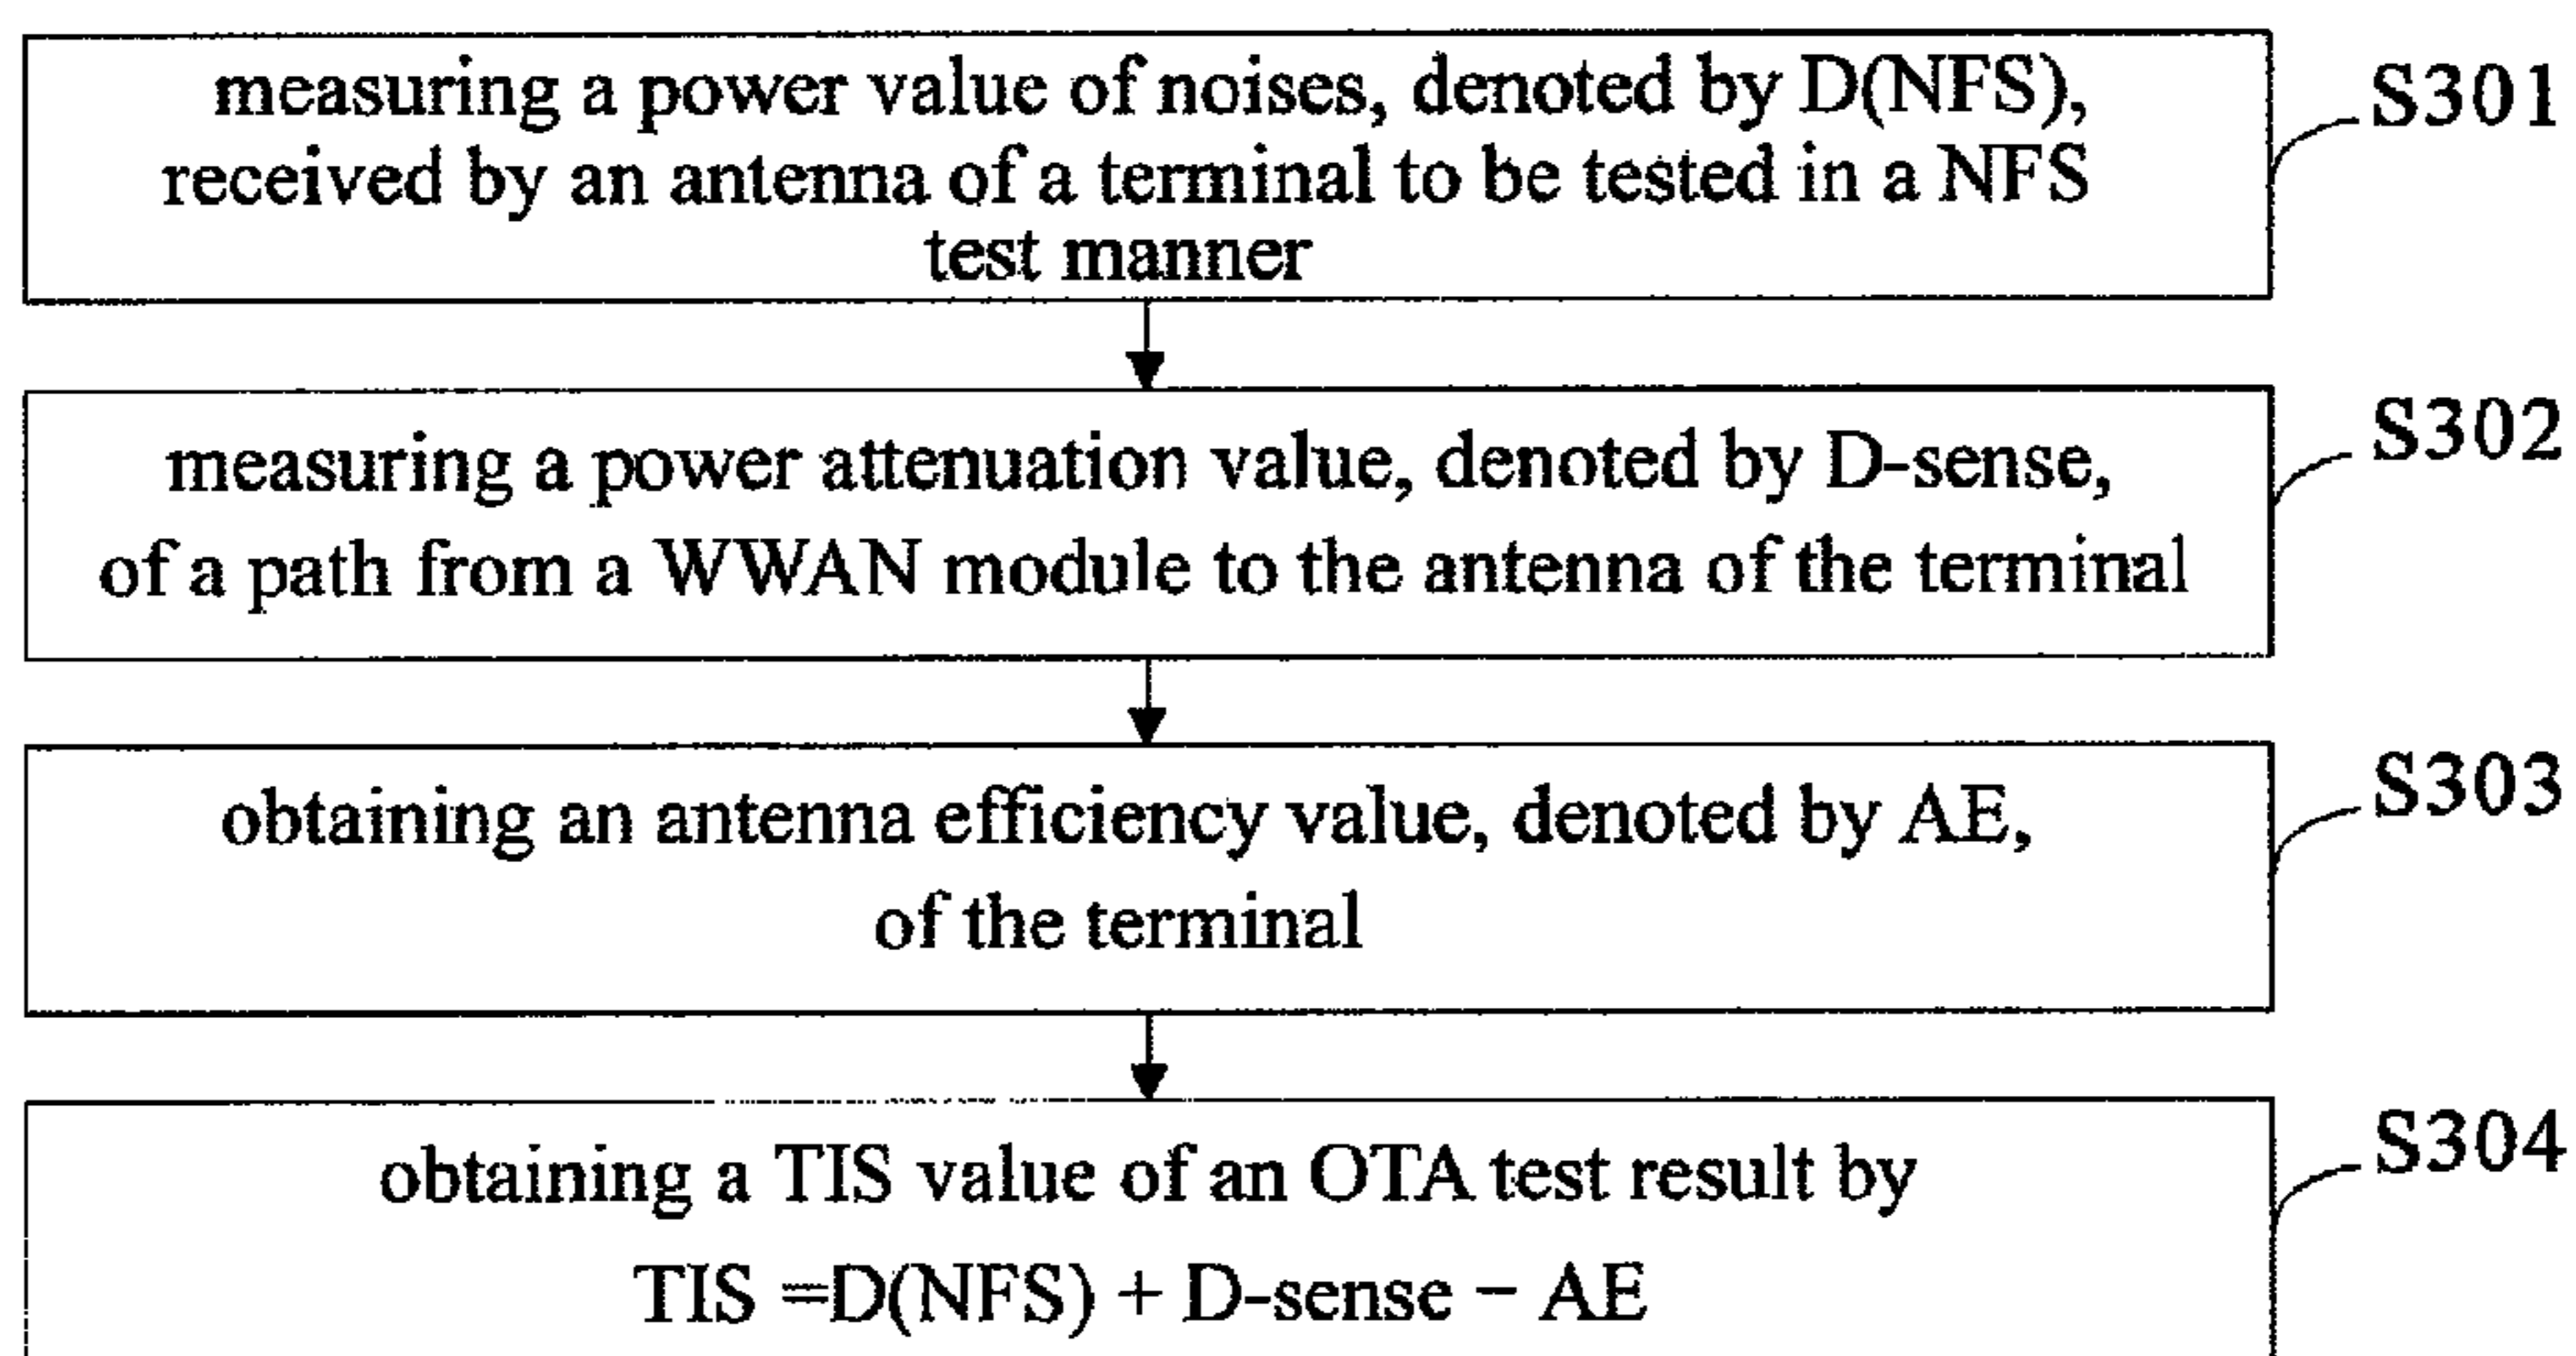 measuring a power value of noises, denoted by D(NFS),
received by an antenna of a terminal to be tested in a NFS
test manner
S301
measuring a power attenuation value, denoted by D-sense,
of a path from a WWAN module to the antenna of the terminal
S302
obtaining an antenna efficiency value, denoted by AE,
of the terminal
S303
obtaining a TIS value of an OTA test result by
TIS =D(NFS) + D-sense − AE
S304